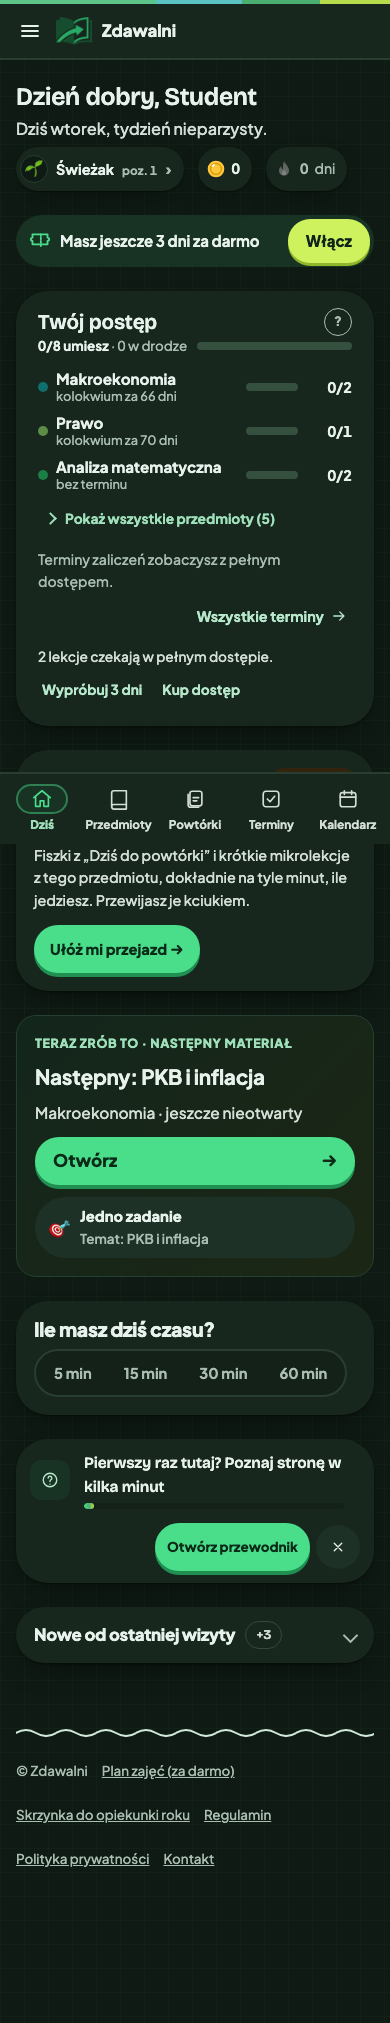 Zdawalni
Dzień dobry, Student
Dziś wtorek, tydzień nieparzysty.
Świeżak poz. 1 › 0 0 dni
Masz jeszcze 3 dni za darmo Włącz
Twój postęp ?
0/8 umiesz · 0 w drodze
Makroekonomia 0/2
kolokwium za 66 dni
Prawo 0/1
kolokwium za 70 dni
Analiza matematyczna 0/2
bez terminu
Pokaż wszystkie przedmioty (5)
Terminy zaliczeń zobaczysz z pełnym
dostępem.
Wszystkie terminy →
2 lekcje czekają w pełnym dostępie.
Wypróbuj 3 dni Kup dostęp
Dziś Przedmioty Powtórki Terminy Kalendarz
Fiszki z „Dziś do powtórki” i krótkie mikrolekcje
z tego przedmiotu, dokładnie na tyle minut, ile
jedziesz. Przewijasz je kciukiem.
Ułóż mi przejazd →
TERAZ ZRÓB TO · NASTĘPNY MATERIAŁ
Następny: PKB i inflacja
Makroekonomia · jeszcze nieotwarty
Otwórz →
Jedno zadanie
Temat: PKB i inflacja
Ile masz dziś czasu?
5 min 15 min 30 min 60 min
Pierwszy raz tutaj? Poznaj stronę w
kilka minut
Otwórz przewodnik ×
Nowe od ostatniej wizyty +3
© Zdawalni Plan zajęć (za darmo)
Skrzynka do opiekunki roku Regulamin
Polityka prywatności Kontakt